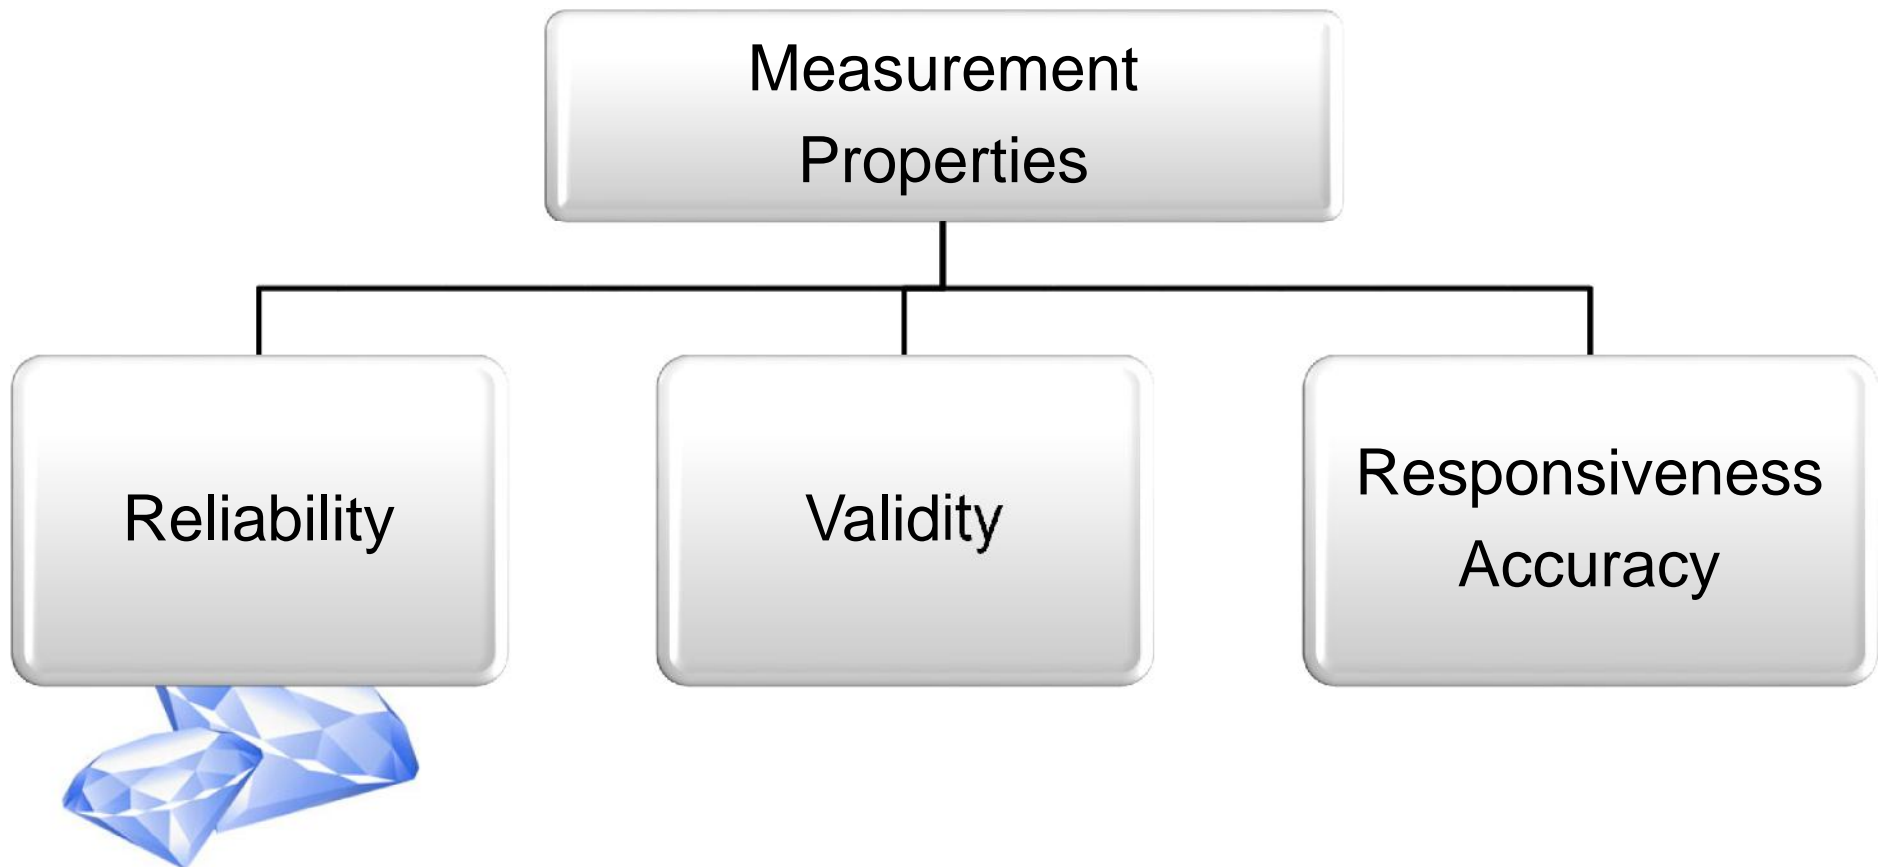 Measurement
Properties
Reliability
Validity
Responsiveness
Accuracy